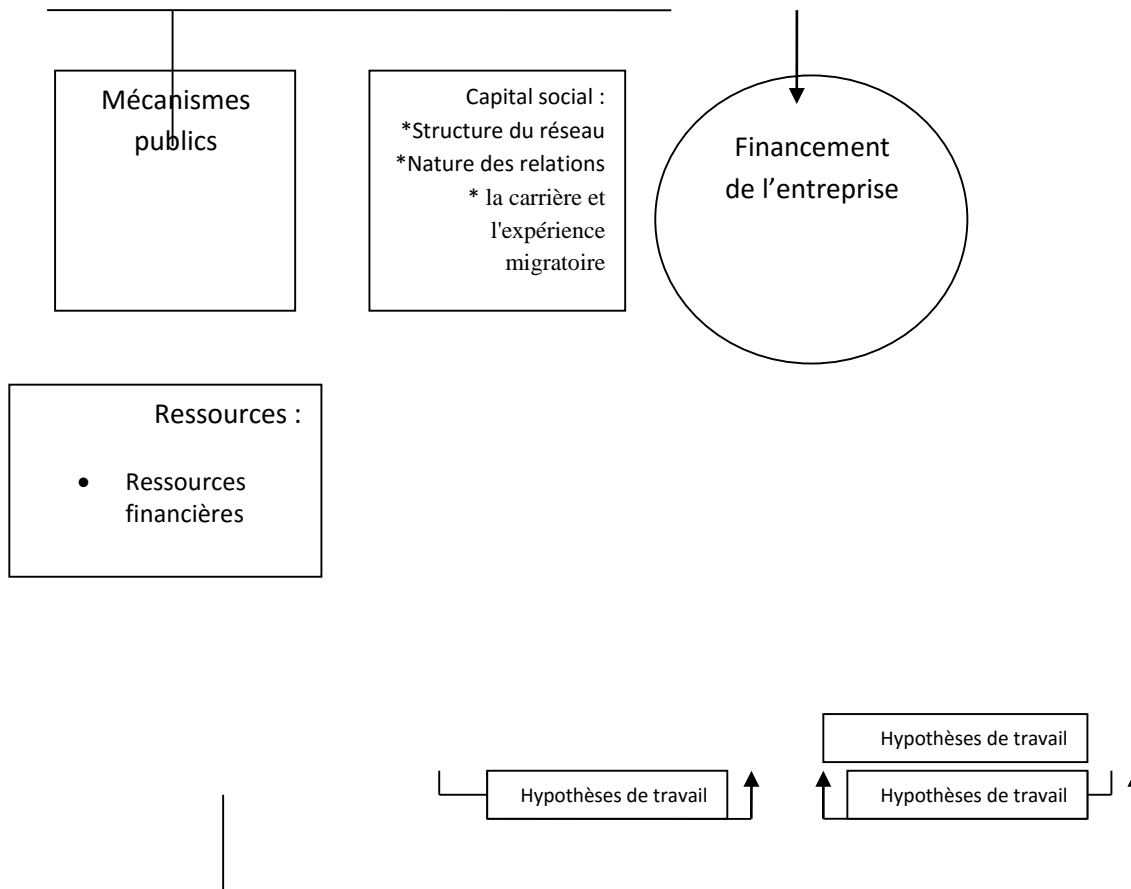 Mécanismes
publics
Capital social :
*Structure du réseau
*Nature des relations
* la carrière et
l'expérience
migratoire
Financement
de l’entreprise
Ressources :
• Ressources
financières
Hypothèses de travail
Hypothèses de travail
Hypothèses de travail